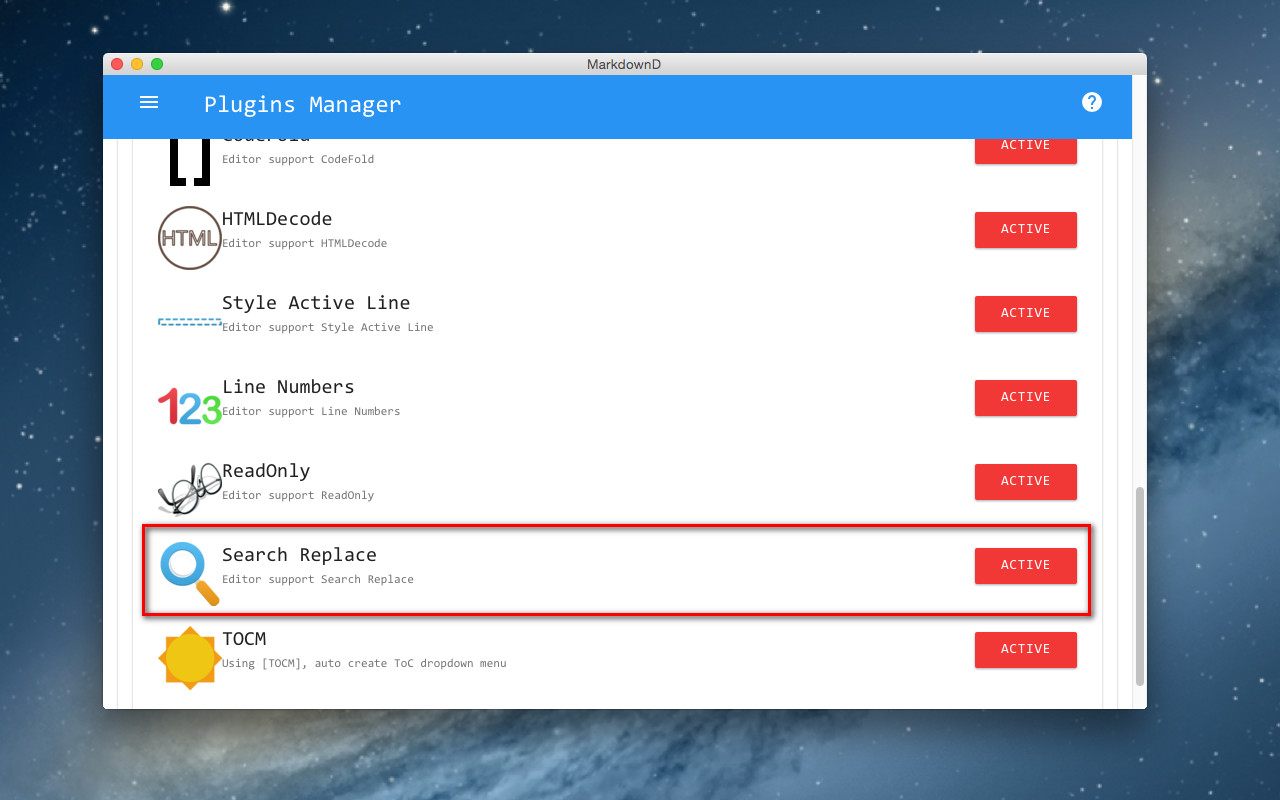 MarkdownD
Plugins Manager
CodeFold
Editor support CodeFold
ACTIVE
HTML
HTMLDecode
Editor support HTMLDecode
ACTIVE
Style Active Line
Editor support Style Active Line
ACTIVE
123
Line Numbers
Editor support Line Numbers
ACTIVE
ReadOnly
Editor support ReadOnly
ACTIVE
Search Replace
Editor support Search Replace
ACTIVE
TOCM
Using [TOCM], auto create ToC dropdown menu
ACTIVE